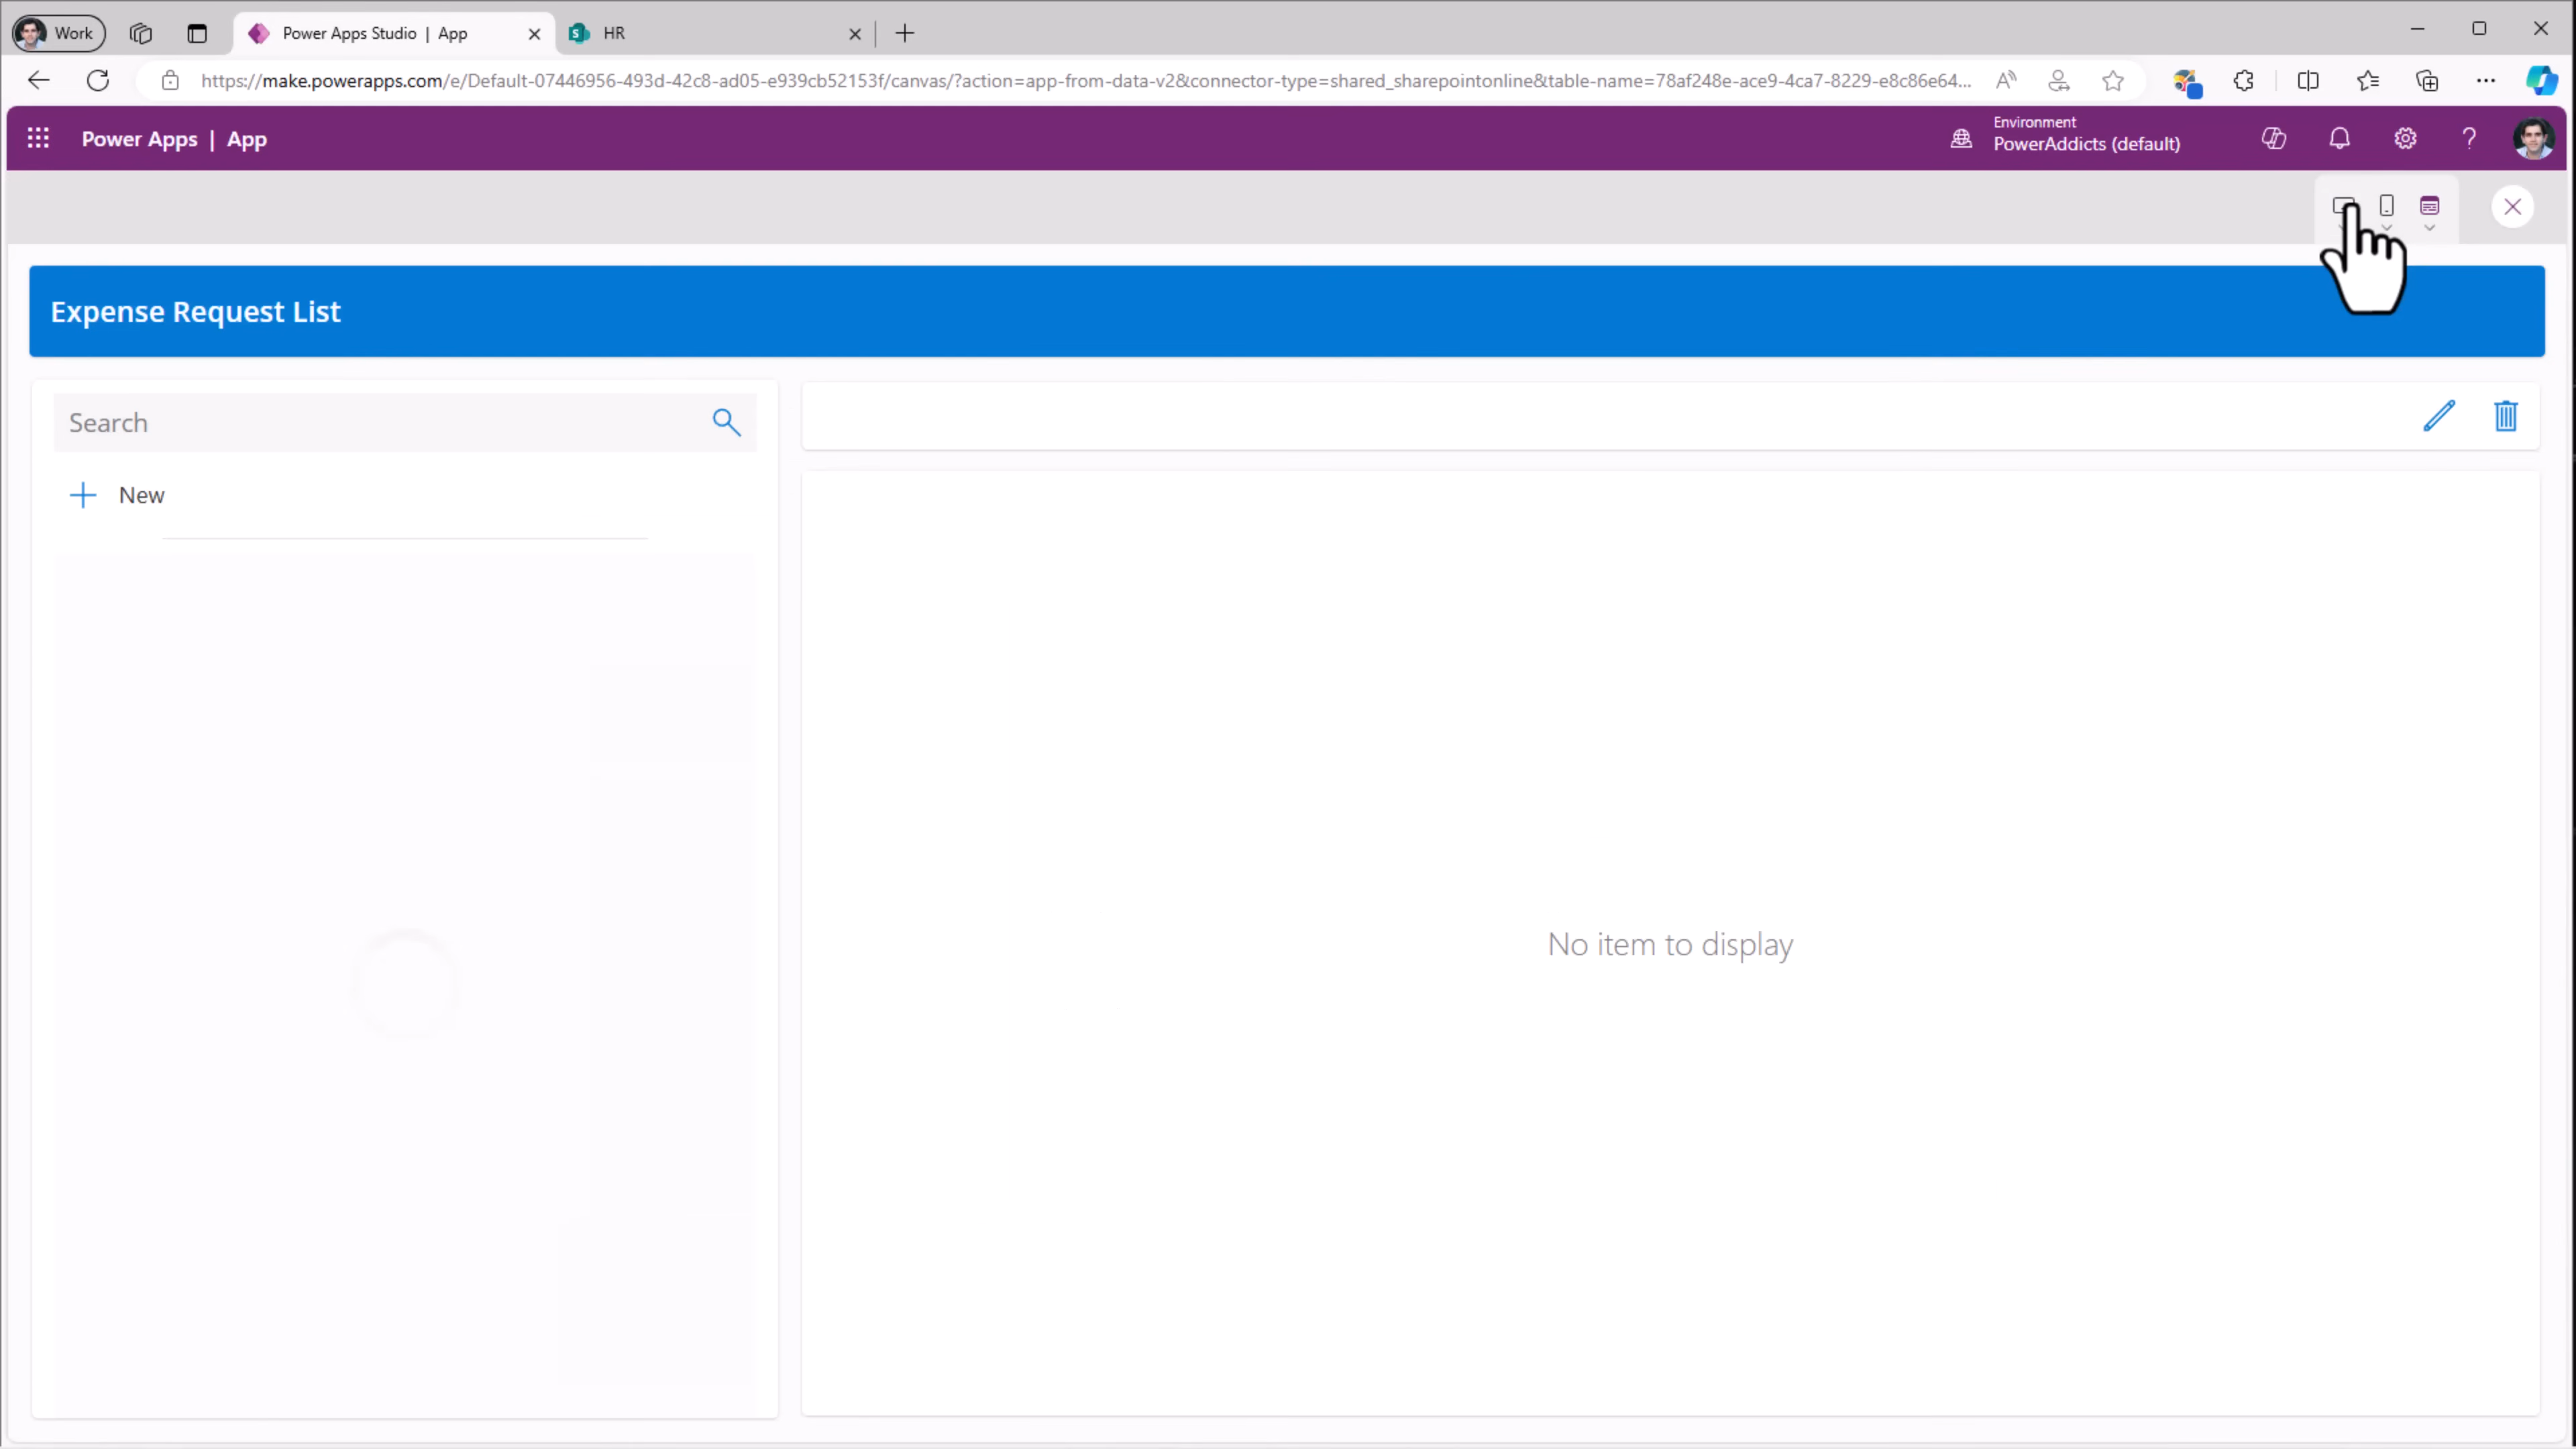 Work
Power Apps Studio | App
HR
https://make.powerapps.com/e/Default-07446956-493d-42c8-ad05-e939cb52153f/canvas/?action=app-from-data-v2&connector-type=shared_sharepointonline&table-name=78af248e-ace9-4ca7-8229-e8c86e64...
Power Apps | App
Environment
PowerAddicts (default)
Expense Request List
Search
New
No item to display